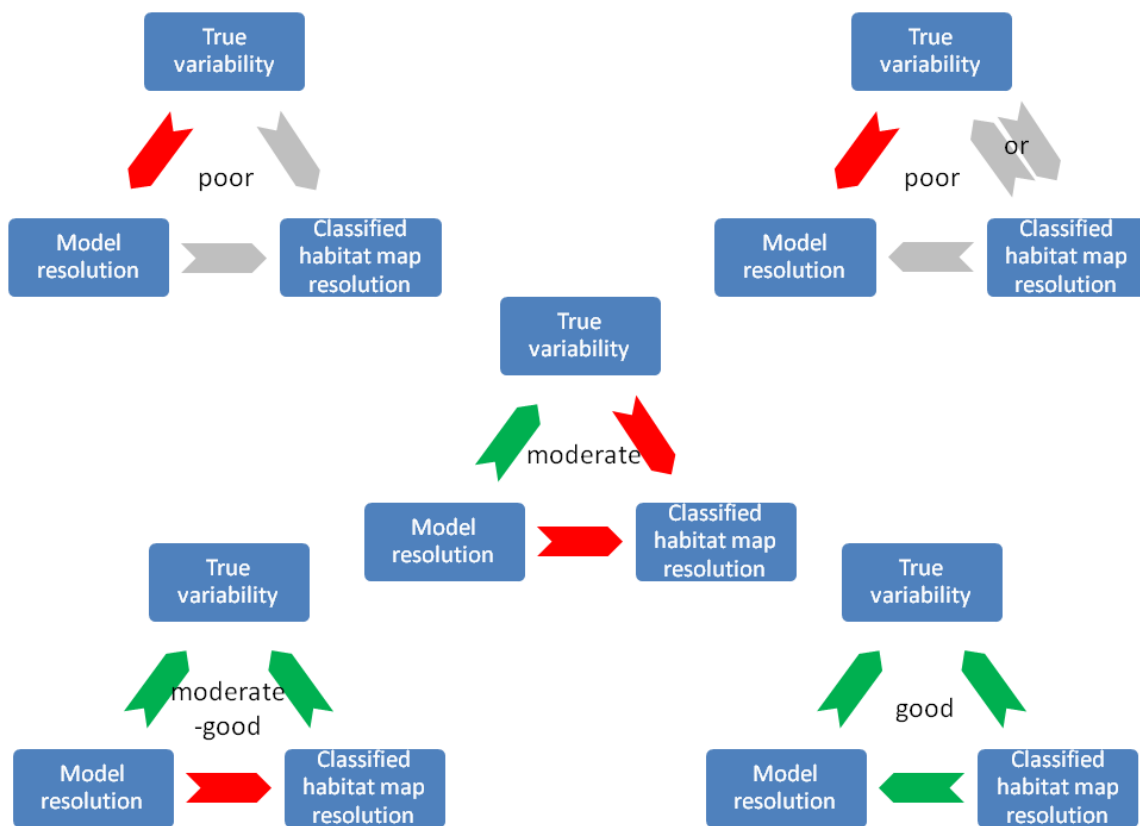 True
variability
poor
Model
resolution
Classified
habitat map
resolution
True
variability
or
poor
Model
resolution
Classified
habitat map
resolution
True
variability
moderate
Model
resolution
Classified
habitat map
resolution
True
variability
moderate
-good
Model
resolution
Classified
habitat map
resolution
True
variability
good
Model
resolution
Classified
habitat map
resolution